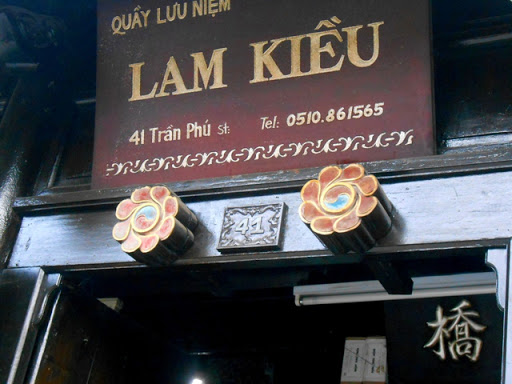 QUẦY LƯU NIỆM
LAM KIỀU
41 Trần Phú St:
Tel: 0510.861565
41
橋